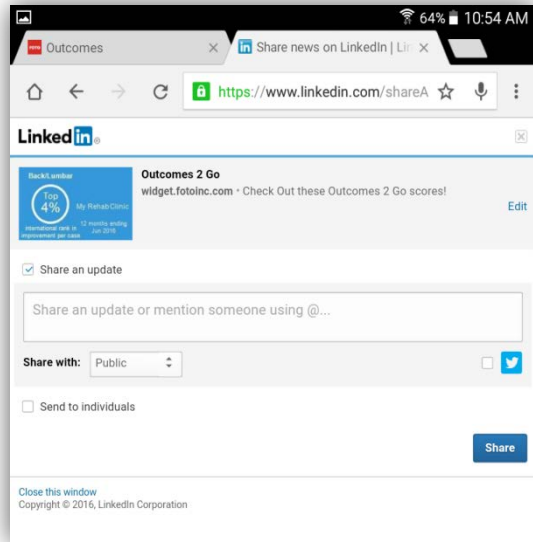 64% 10:54 AM
Outcomes
Share news on LinkedIn | Lin
https://www.linkedin.com/shareA
Linked in
Outcomes 2 Go
widget.fotoinc.com · Check Out these Outcomes 2 Go scores!
Edit
Back/Lumbar
Top
4%
My Rehab Clinic
International rank in
improvement per case
12 months ending
Jun 2016
Share an update
Share an update or mention someone using @...
Share with: Public
Send to individuals
Share
Close this window
Copyright © 2016, LinkedIn Corporation